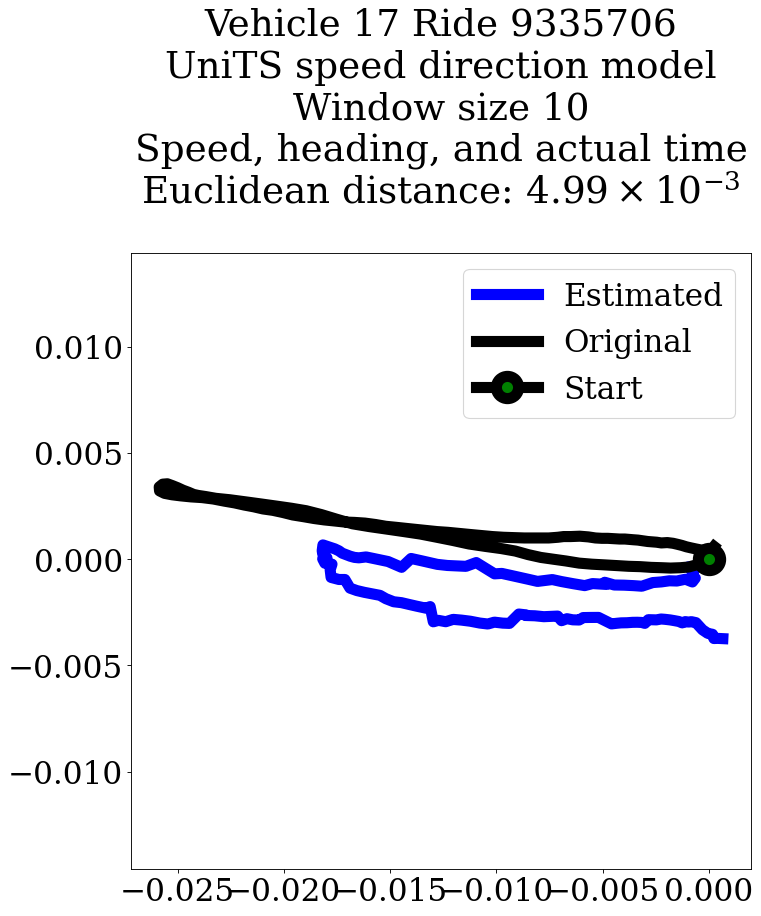 Vehicle 17 Ride 9335706
UniTS speed direction model
Window size 10
Speed, heading, and actual time
Euclidean distance: 4.99 × 10⁻³
Estimated
Original
Start
0.010
0.005
0.000
−0.005
−0.010
−0.025 −0.020 −0.015 −0.010 −0.005 0.000